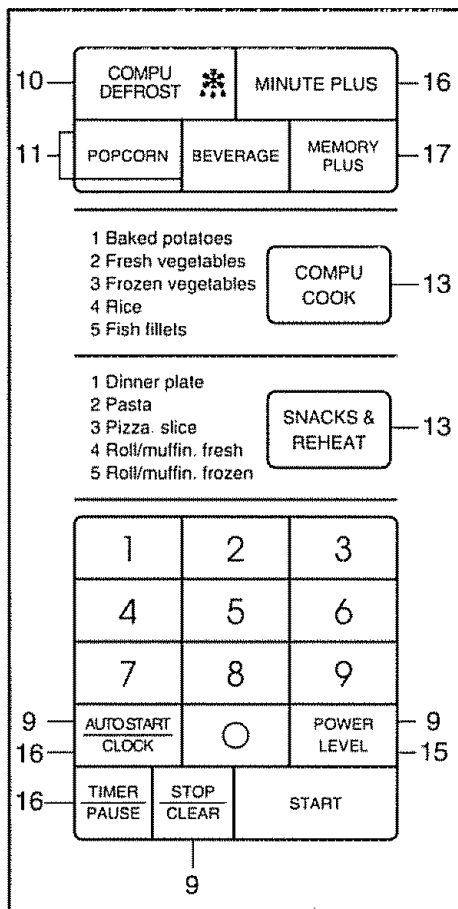 10 COMPU DEFROST MINUTE PLUS 16
11 POPCORN BEVERAGE MEMORY PLUS 17
1 Baked potatoes
2 Fresh vegetables
3 Frozen vegetables
4 Rice
5 Fish fillets
COMPU
COOK
13
1 Dinner plate
2 Pasta
3 Pizza. slice
4 Roll/muffin. fresh
5 Roll/muffin. frozen
SNACKS &
REHEAT
13
1 2 3
4 5 6
7 8 9
9 AUTO START 0 POWER 9
16 CLOCK LEVEL 15
16 TIMER STOP START
PAUSE CLEAR
9